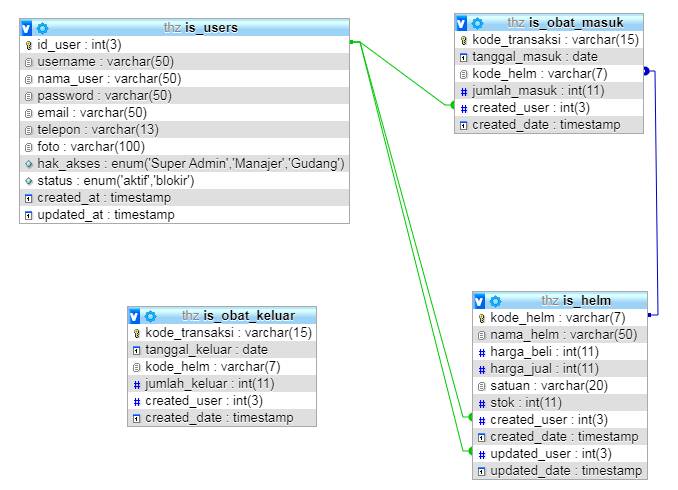 thz is_users
id_user : int(3)
username : varchar(50)
nama_user : varchar(50)
password : varchar(50)
email : varchar(50)
telepon : varchar(13)
foto : varchar(100)
hak_akses : enum('Super Admin','Manajer','Gudang')
status : enum('aktif','blokir')
created_at : timestamp
updated_at : timestamp
thz is_obat_masuk
kode_transaksi : varchar(15)
tanggal_masuk : date
kode_helm : varchar(7)
jumlah_masuk : int(11)
created_user : int(3)
created_date : timestamp
thz is_obat_keluar
kode_transaksi : varchar(15)
tanggal_keluar : date
kode_helm : varchar(7)
jumlah_keluar : int(11)
created_user : int(3)
created_date : timestamp
thz is_helm
kode_helm : varchar(7)
nama_helm : varchar(50)
harga_beli : int(11)
harga_jual : int(11)
satuan : varchar(20)
stok : int(11)
created_user : int(3)
created_date : timestamp
updated_user : int(3)
updated_date : timestamp